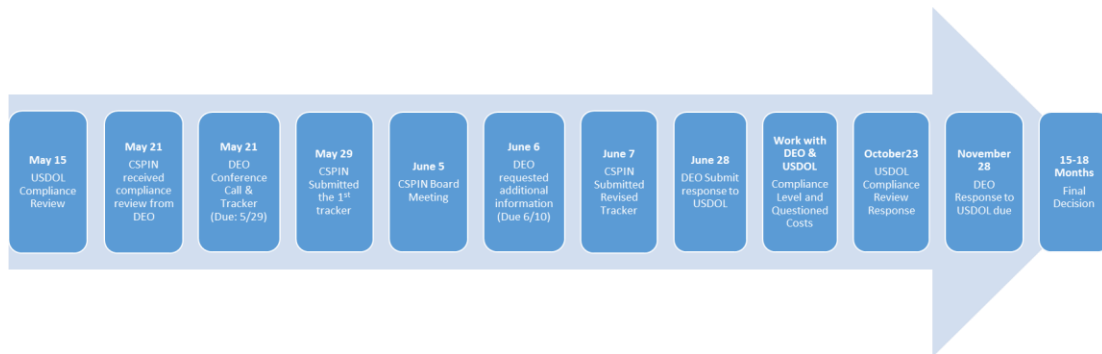 May 15
USDOL
Compliance
Review
May 21
CSPIN
received
compliance
review from
DEO
May 21
DEO
Conference
Call &
Tracker
(Due: 5/29)
May 29
CSPIN
Submitted
the 1st
tracker
June 5
CSPIN Board
Meeting
June 6
DEO
requested
additional
information
(Due 6/10)
June 7
CSPIN
Submitted
Revised
Tracker
June 28
DEO Submit
response to
USDOL
Work with
DEO &
USDOL
Compliance
Level and
Questioned
Costs
October23
USDOL
Compliance
Review
Response
November
28
DEO
Response to
USDOL due
15-18
Months
Final
Decision